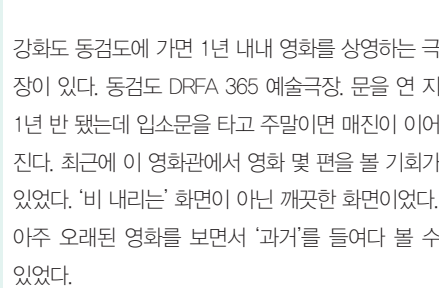 강화도 동검도에 가면 1년 내내 영화를 상영하는 극
장이 있다. 동검도 DRFA 365 예술극장. 문을 연 지
1년 반 됐는데 입소문을 타고 주말이면 매진이 이어
진다. 최근에 이 영화관에서 영화 몇 편을 볼 기회가
있었다. ‘비 내리는’ 화면이 아닌 깨끗한 화면이었다.
아주 오래된 영화를 보면서 ‘과거’를 들여다 볼 수
있었다.